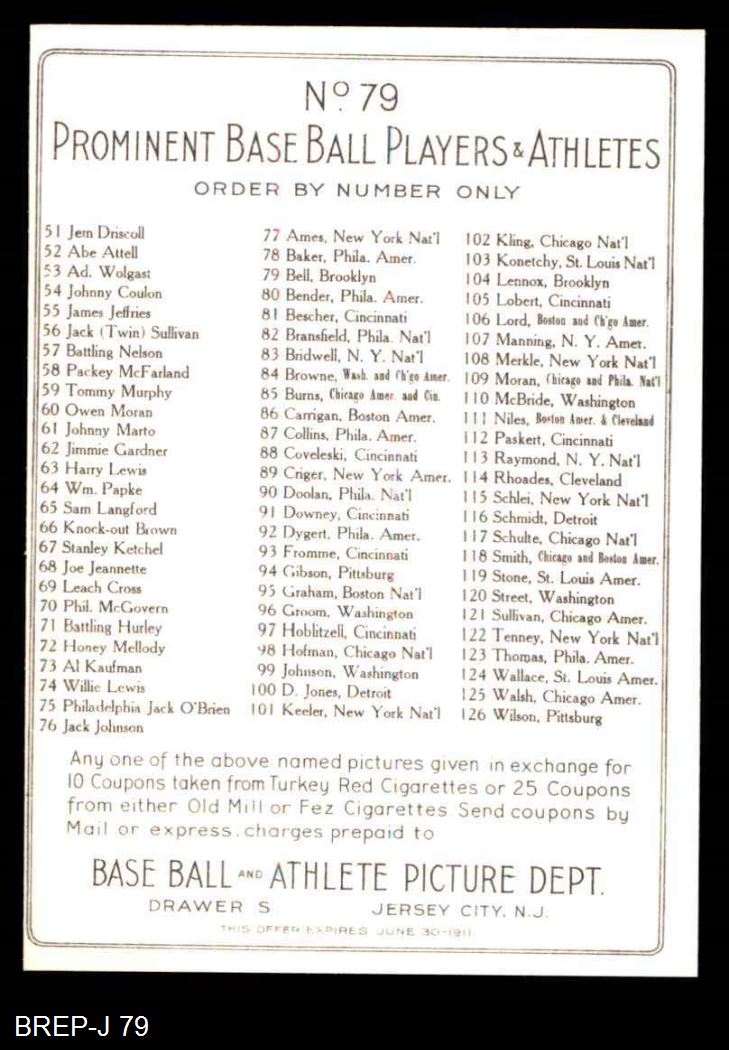 Nº 79
PROMINENT BASE BALL PLAYERS & ATHLETES
ORDER BY NUMBER ONLY
51 Jem Driscoll
52 Abe Attell
53 Ad. Wolgast
54 Johnny Coulon
55 James Jeffries
56 Jack (Twin) Sullivan
57 Battling Nelson
58 Packey McFarland
59 Tommy Murphy
60 Owen Moran
61 Johnny Marto
62 Jimmie Gardner
63 Harry Lewis
64 Wm. Papke
65 Sam Langford
66 Knock-out Brown
67 Stanley Ketchel
68 Joe Jeannette
69 Leach Cross
70 Phil. McGovern
71 Battling Hurley
72 Honey Mellody
73 Al Kaufman
74 Willie Lewis
75 Philadelphia Jack O'Brien
76 Jack Johnson
77 Ames, New York Nat'l
78 Baker, Phila. Amer.
79 Bell, Brooklyn
80 Bender, Phila. Amer.
81 Bescher, Cincinnati
82 Bransfield, Phila. Nat'l
83 Bridwell, N. Y. Nat'l
84 Browne, Wash. and Ch'go Amer.
85 Burns, Chicago Amer. and Cin.
86 Carrigan, Boston Amer.
87 Collins, Phila. Amer.
88 Coveleski, Cincinnati
89 Criger, New York Amer.
90 Doolan, Phila. Nat'l
91 Downey, Cincinnati
92 Dygert, Phila. Amer.
93 Fromme, Cincinnati
94 Gibson, Pittsburg
95 Graham, Boston Nat'l
96 Groom, Washington
97 Hoblitzell, Cincinnati
98 Hofman, Chicago Nat'l
99 Johnson, Washington
100 D. Jones, Detroit
101 Keeler, New York Nat'l
102 Kling, Chicago Nat'l
103 Konetchy, St. Louis Nat'l
104 Lennox, Brooklyn
105 Lobert, Cincinnati
106 Lord, Boston and Ch'go Amer.
107 Manning, N. Y. Amer.
108 Merkle, New York Nat'l
109 Moran, Chicago and Phila. Nat'l
110 McBride, Washington
111 Niles, Boston Amer. & Cleveland
112 Paskert, Cincinnati
113 Raymond, N. Y. Nat'l
114 Rhoades, Cleveland
115 Schlei, New York Nat'l
116 Schmidt, Detroit
117 Schulte, Chicago Nat'l
118 Smith, Chicago and Boston Amer.
119 Stone, St. Louis Amer.
120 Street, Washington
121 Sullivan, Chicago Amer.
122 Tenney, New York Nat'l
123 Thomas, Phila. Amer.
124 Wallace, St. Louis Amer.
125 Walsh, Chicago Amer.
126 Wilson, Pittsburg
Any one of the above named pictures given in exchange for
10 Coupons taken from Turkey Red Cigarettes or 25 Coupons
from either Old Mill or Fez Cigarettes Send coupons by
Mail or express. charges prepaid to
BASE BALL AND ATHLETE PICTURE DEPT.
DRAWER S JERSEY CITY, N.J.
THIS OFFER EXPIRES JUNE 30-1911.
BREP-J 79